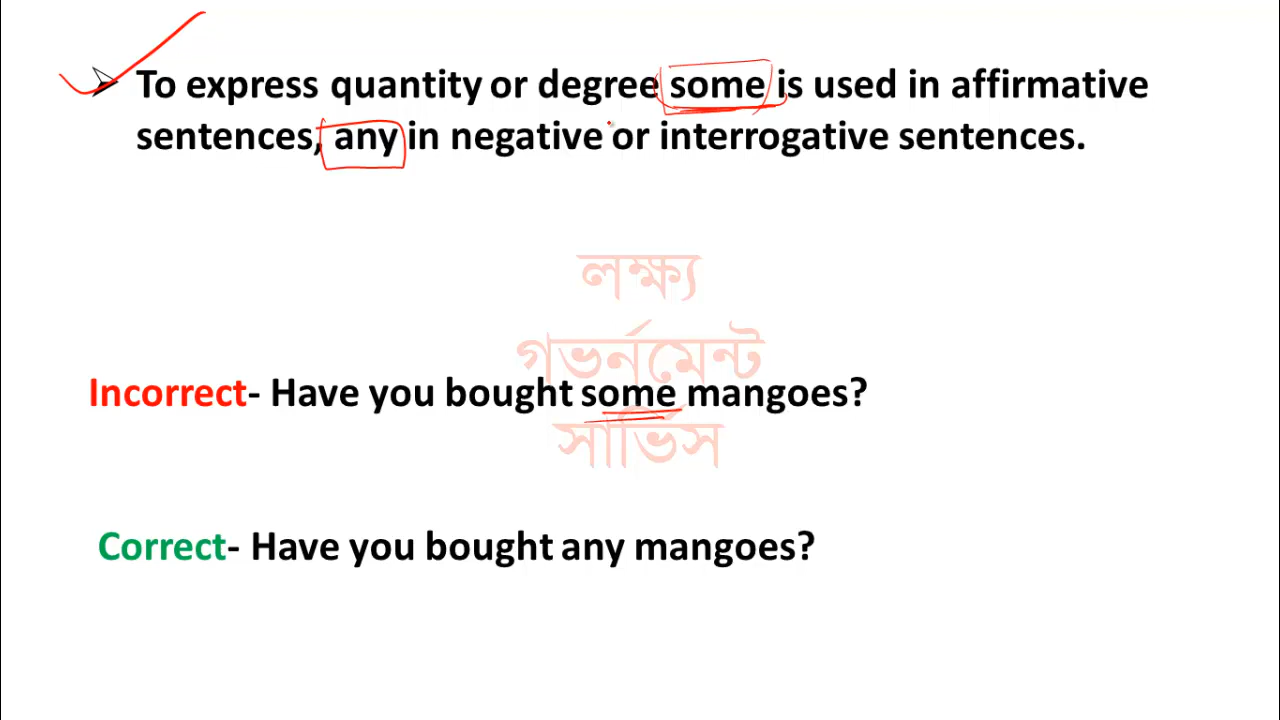 To express quantity or degree some is used in affirmative
sentences, any in negative or interrogative sentences.
লক্ষ্য
গভর্নমেন্ট
Incorrect- Have you bought some mangoes?
সার্ভিস
Correct- Have you bought any mangoes?